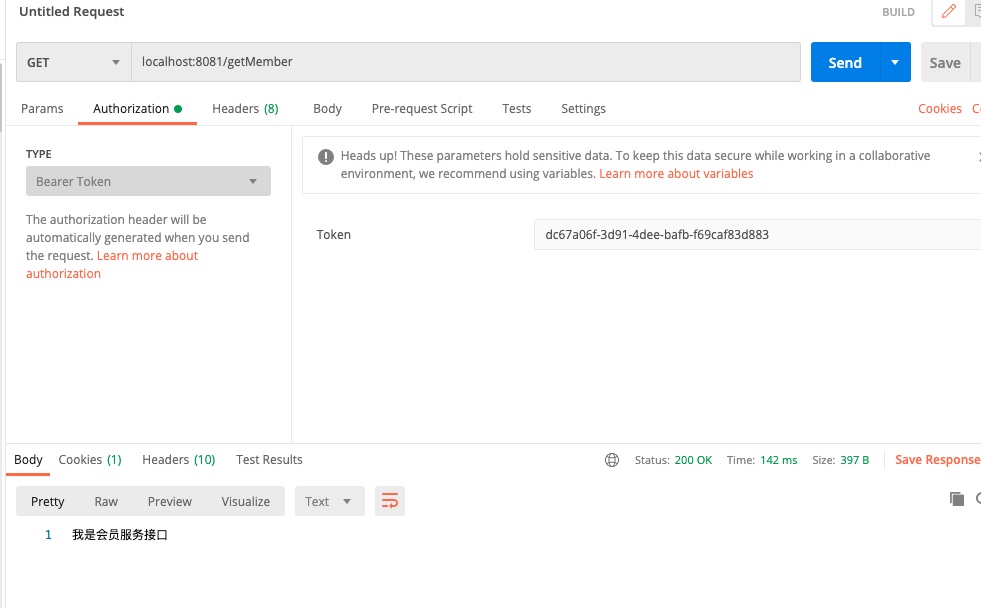 Untitled Request
BUILD
GET
localhost:8081/getMember
Send
Save
Params
Authorization
Headers (8)
Body
Pre-request Script
Tests
Settings
Cookies
TYPE
Bearer Token
The authorization header will be
automatically generated when you send
the request. Learn more about
authorization
Heads up! These parameters hold sensitive data. To keep this data secure while working in a collaborative
environment, we recommend using variables. Learn more about variables
Token
dc67a06f-3d91-4dee-bafb-f69caf83d883
Body
Cookies (1)
Headers (10)
Test Results
Status: 200 OK
Time: 142 ms
Size: 397 B
Save Response
Pretty
Raw
Preview
Visualize
Text
1 我是会员服务接口